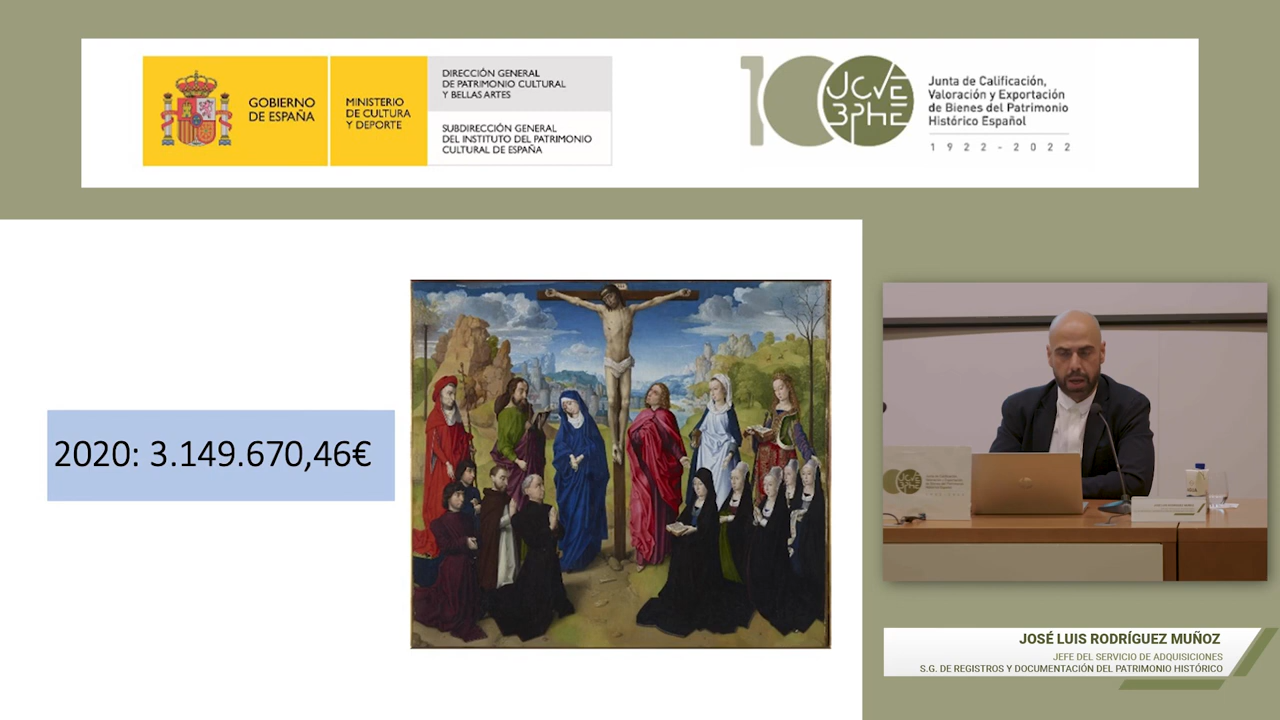 GOBIERNO
DE ESPAÑA
MINISTERIO
DE CULTURA
Y DEPORTE
DIRECCIÓN GENERAL
DE PATRIMONIO CULTURAL
Y BELLAS ARTES
SUBDIRECCIÓN GENERAL
DEL INSTITUTO DEL PATRIMONIO
CULTURAL DE ESPAÑA
100
JCVE
BPHE
Junta de Calificación,
Valoración y Exportación
de Bienes del Patrimonio
Histórico Español
1922-2022
2020: 3.149.670,46€
JOSÉ LUIS RODRÍGUEZ MUÑOZ
JEFE DEL SERVICIO DE ADQUISICIONES
S.G. DE REGISTROS Y DOCUMENTACIÓN DEL PATRIMONIO HISTÓRICO